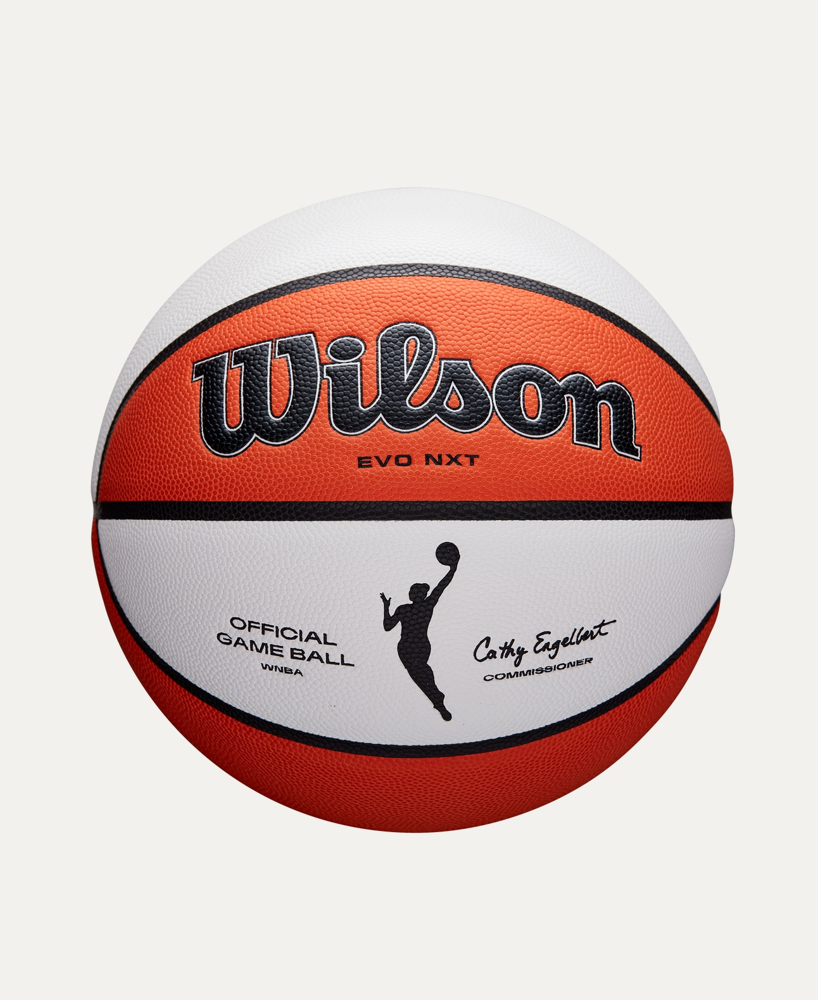 Wilson
EVO NXT
OFFICIAL
GAME BALL
WNBA
Cathy Engelbert
COMMISSIONER